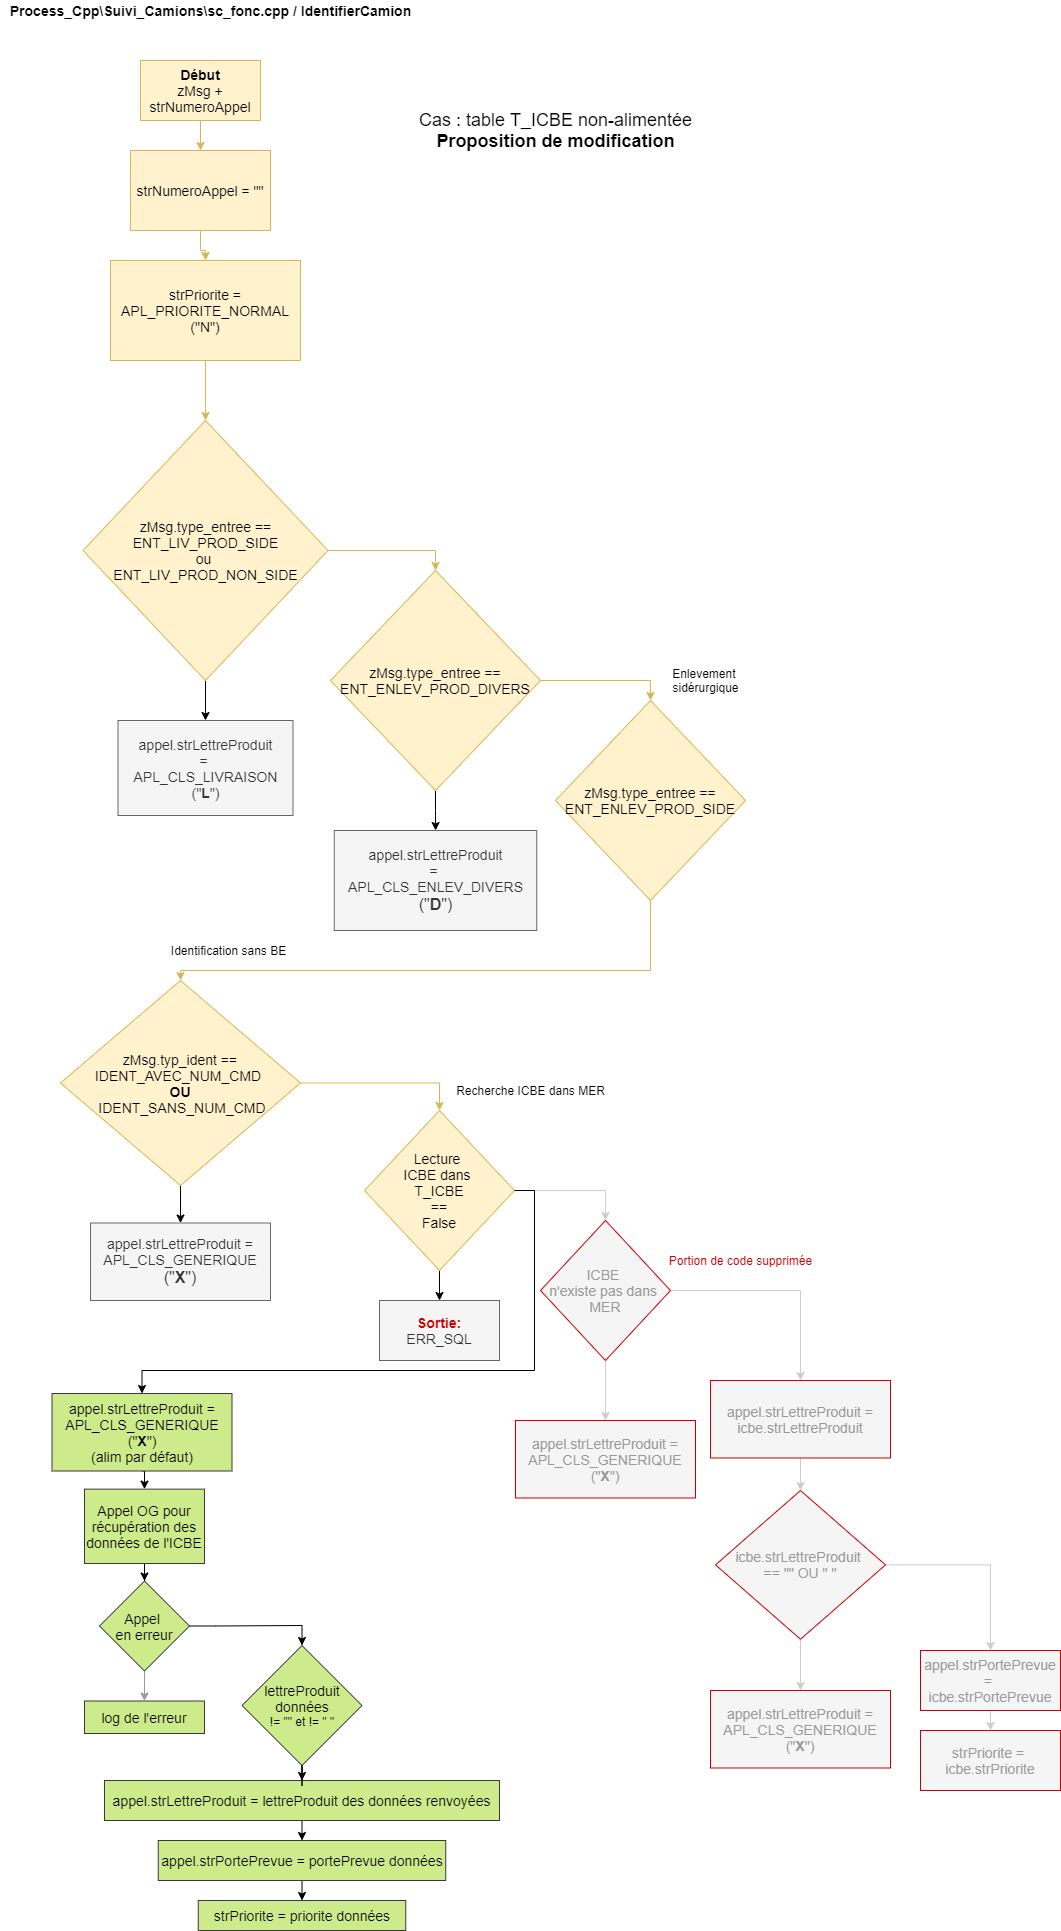 Process_Cpp\Suivi_Camions\sc_fonc.cpp / IdentifierCamion
Début
zMsg +
strNumeroAppel
Cas : table T_ICBE non-alimentée
Proposition de modification
strNumeroAppel = ""
strPriorite =
APL_PRIORITE_NORMAL
("N")
zMsg.type_entree ==
ENT_LIV_PROD_SIDE
ou
ENT_LIV_PROD_NON_SIDE
zMsg.type_entree ==
ENT_ENLEV_PROD_DIVERS
Enlevement
sidérurgique
zMsg.type_entree ==
ENT_ENLEV_PROD_SIDE
appel.strLettreProduit
=
APL_CLS_LIVRAISON
("L")
appel.strLettreProduit
=
APL_CLS_ENLEV_DIVERS
("D")
Identification sans BE
zMsg.typ_ident ==
IDENT_AVEC_NUM_CMD
OU
IDENT_SANS_NUM_CMD
Recherche ICBE dans MER
Lecture
ICBE dans
T_ICBE
==
False
appel.strLettreProduit =
APL_CLS_GENERIQUE
("X")
Sortie:
ERR_SQL
ICBE
n'existe pas dans
MER
Portion de code supprimée
appel.strLettreProduit =
APL_CLS_GENERIQUE
("X")
appel.strLettreProduit =
icbe.strLettreProduit
icbe.strLettreProduit
== "" OU " "
appel.strLettreProduit =
APL_CLS_GENERIQUE
("X")
appel.strPortePrevue
=
icbe.strPortePrevue
strPriorite =
icbe.strPriorite
appel.strLettreProduit =
APL_CLS_GENERIQUE
("X")
(alim par défaut)
Appel OG pour
récupération des
données de l'ICBE
Appel
en erreur
log de l'erreur
lettreProduit
données
!= "" et != " "
appel.strLettreProduit = lettreProduit des données renvoyées
appel.strPortePrevue = portePrevue données
strPriorite = priorite données